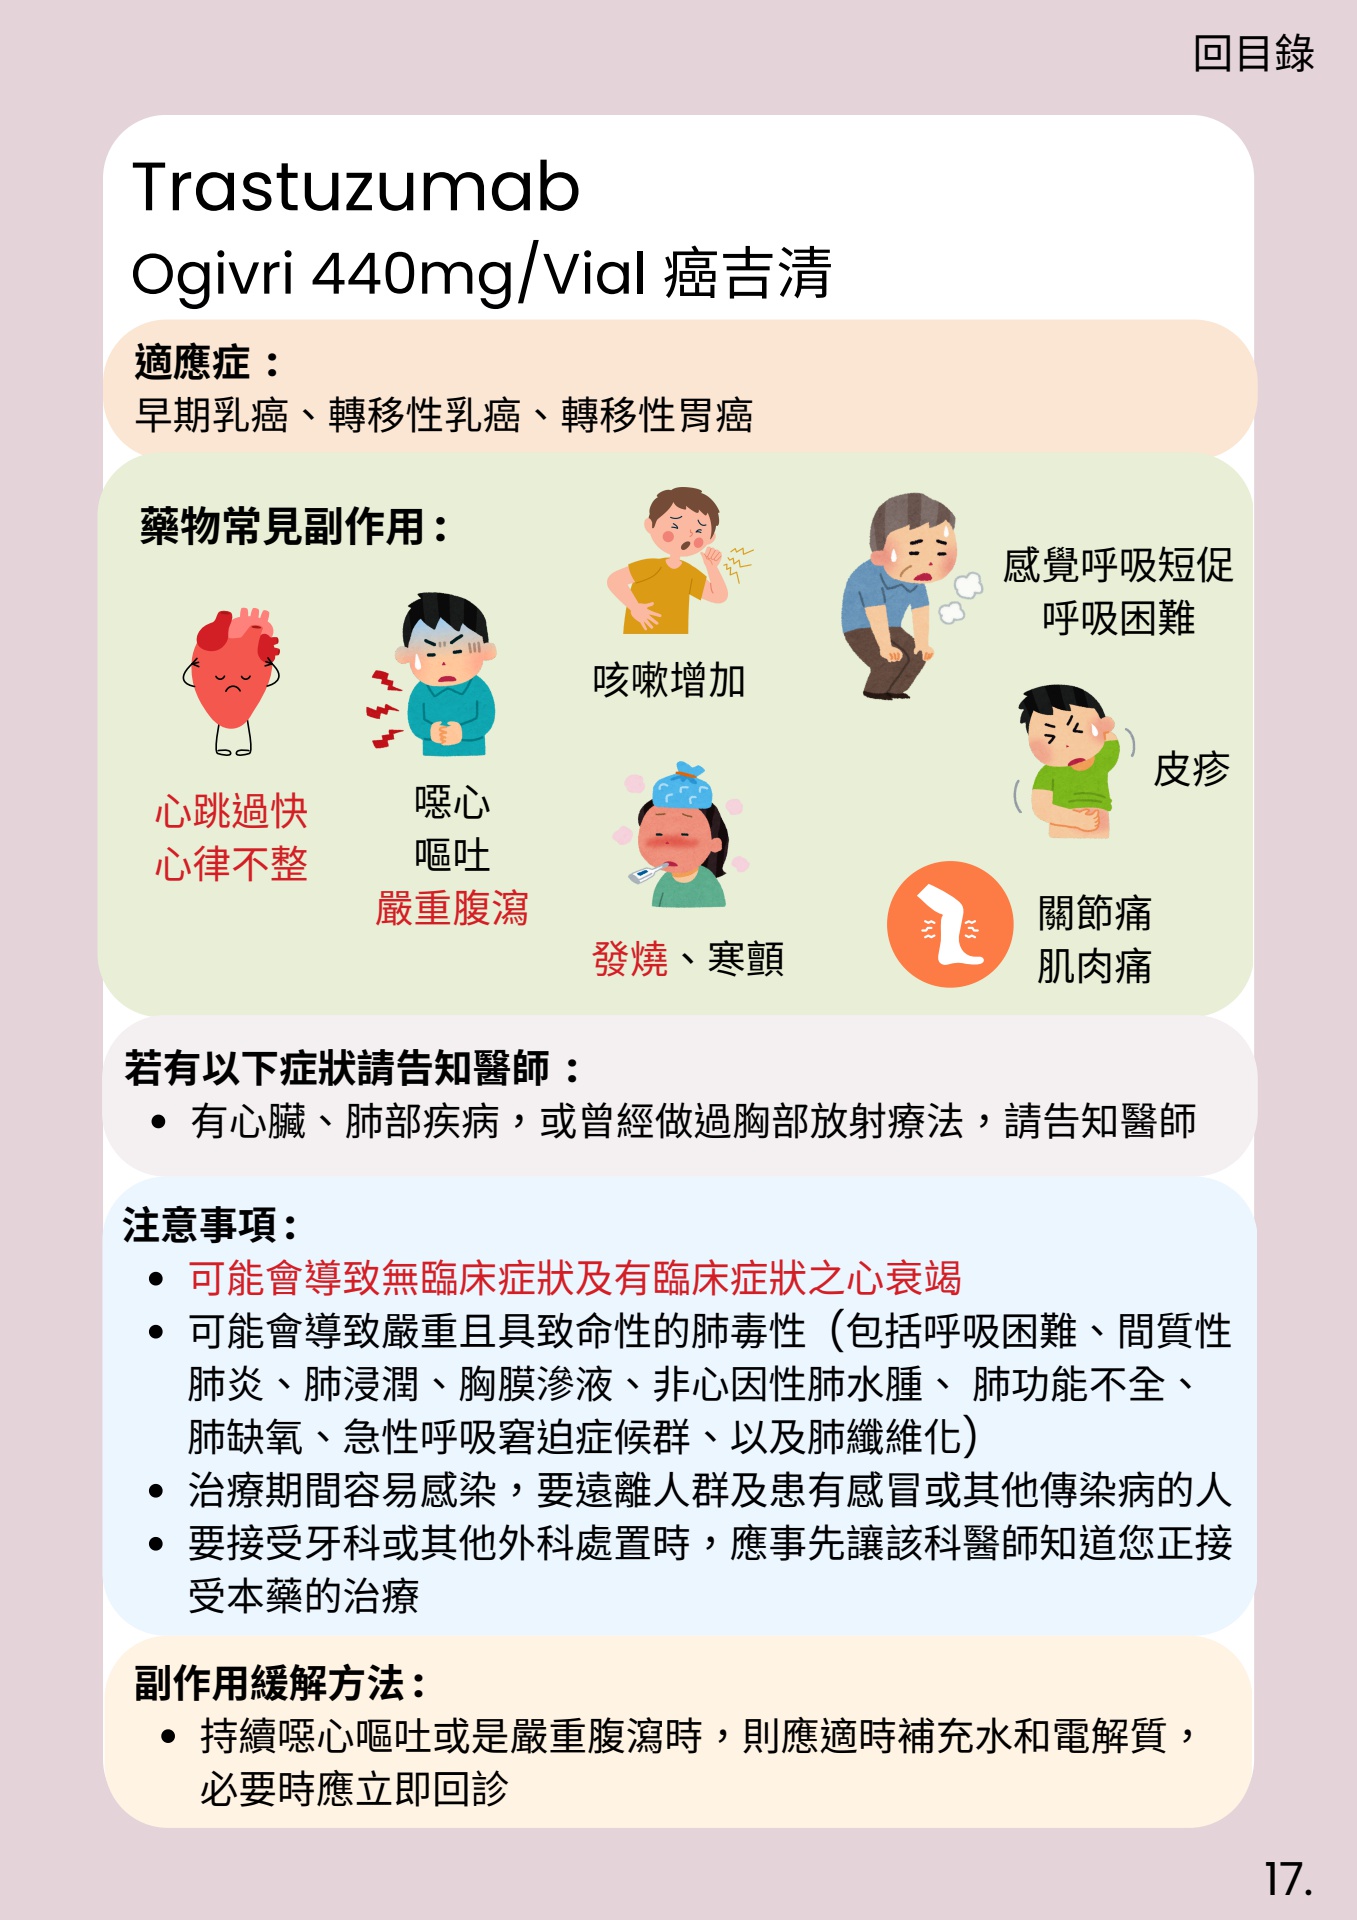 回目錄
Trastuzumab
Ogivri 440mg/Vial 癌吉清
適應症：
早期乳癌、轉移性乳癌、轉移性胃癌
藥物常見副作用：
心跳過快
心律不整
噁心
嘔吐
嚴重腹瀉
咳嗽增加
發燒、寒顫
感覺呼吸短促
呼吸困難
皮疹
關節痛
肌肉痛
若有以下症狀請告知醫師：
• 有心臟、肺部疾病，或曾經做過胸部放射療法，請告知醫師
注意事項：
• 可能會導致無臨床症狀及有臨床症狀之心衰竭
• 可能會導致嚴重且具致命性的肺毒性（包括呼吸困難、間質性
肺炎、肺浸潤、胸膜滲液、非心因性肺水腫、 肺功能不全、
肺缺氧、急性呼吸窘迫症候群、以及肺纖維化)
• 治療期間容易感染，要遠離人群及患有感冒或其他傳染病的人
• 要接受牙科或其他外科處置時，應事先讓該科醫師知道您正接
受本藥的治療
副作用緩解方法：
• 持續噁心嘔吐或是嚴重腹瀉時，則應適時補充水和電解質，
必要時應立即回診
17.